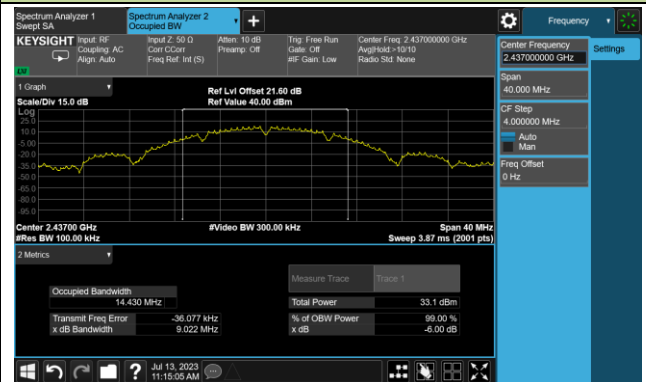 Spectrum Analyzer 1
Swept SA
Spectrum Analyzer 2
Occupied BW
Frequency
KEYSIGHT
Input: RF
Coupling: AC
Align: Auto
Input Z: 50 Ω
Corr CCorr
Freq Ref: Int (S)
Atten: 10 dB
Preamp: Off
Trig: Free Run
Gate: Off
#IF Gain: Low
Center Freq: 2.437000000 GHz
Avg|Hold:>10/10
Radio Std: None
Center Frequency
2.437000000 GHz
Settings
Span
40.000 MHz
CF Step
4.000000 MHz
Auto
Man
Freq Offset
0 Hz
1 Graph
Scale/Div 15.0 dB
Ref Lvl Offset 21.60 dB
Ref Value 40.00 dBm
Log
25.0
10.0
-5.00
-20.0
-35.0
-50.0
-65.0
-80.0
-95.0
Center 2.43700 GHz
#Res BW 100.00 kHz
#Video BW 300.00 kHz
Span 40 MHz
Sweep 3.87 ms (2001 pts)
2 Metrics
Measure Trace
Trace 1
Occupied Bandwidth
14.430 MHz
Total Power
33.1 dBm
Transmit Freq Error
-36.077 kHz
% of OBW Power
99.00 %
x dB Bandwidth
9.022 MHz
x dB
-6.00 dB
Jul 13, 2023
11:15:05 AM